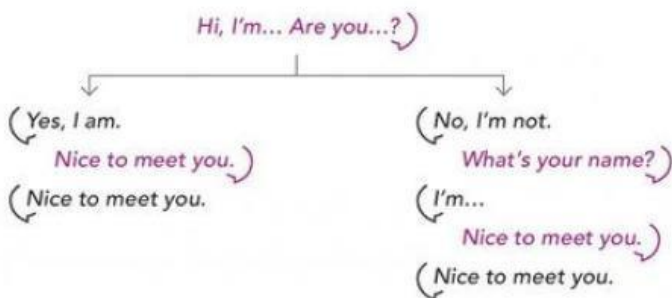 Hi, I'm... Are you...?
Yes, I am.
Nice to meet you.
Nice to meet you.
No, I'm not.
What's your name?
I'm...
Nice to meet you.
Nice to meet you.